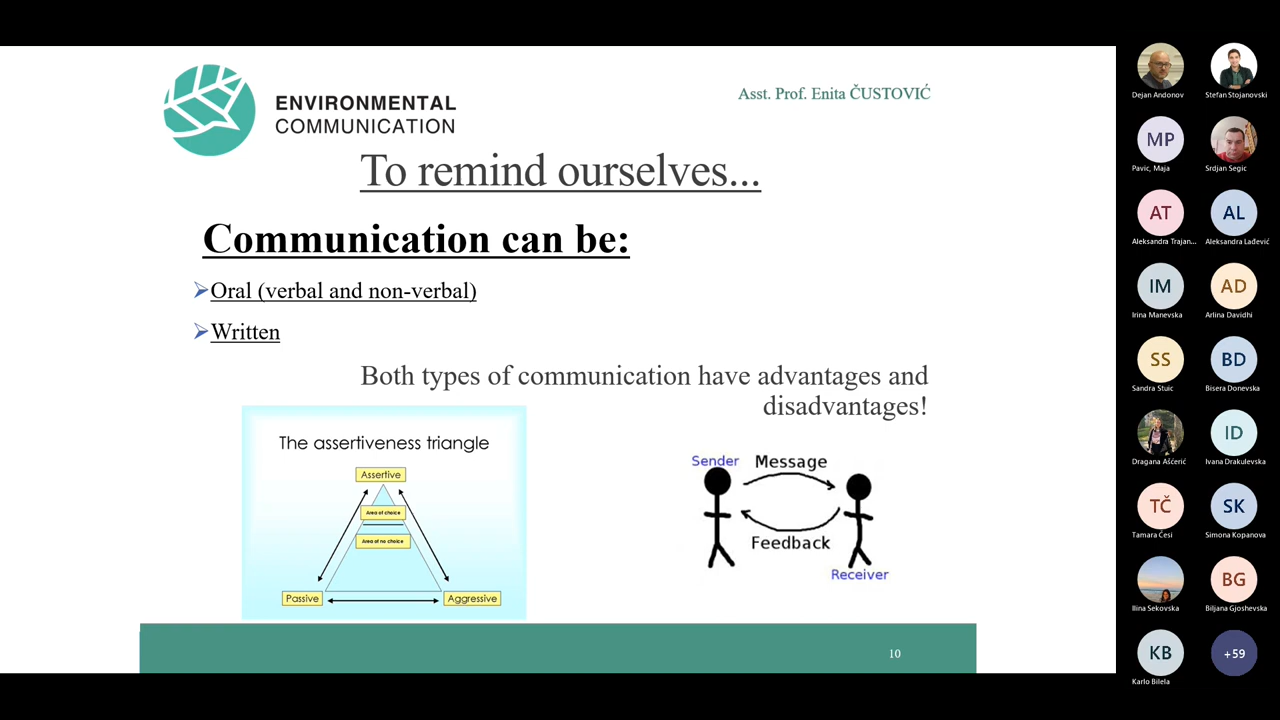 ENVIRONMENTAL
COMMUNICATION
Asst. Prof. Enita ČUSTOVIĆ
To remind ourselves...
Communication can be:
Oral (verbal and non-verbal)
Written
Both types of communication have advantages and
disadvantages!
The assertiveness triangle
Assertive
Area of choice
Area of no choice
Passive
Aggressive
Sender
Message
Feedback
Receiver
10
Dejan Andonov
Stefan Stojanovski
MP
Pavic, Maja
Srdjan Segic
AT
Aleksandra Trajan...
AL
Aleksandra Lađević
IM
Irina Manevska
AD
Arlina Davidhi
SS
Sandra Stuic
BD
Bisera Donevska
Dragana Ašćerić
ID
Ivana Drakulevska
TČ
Tamara Česi
SK
Simona Kopanova
Ilina Sekovska
BG
Biljana Gjoshevska
KB
Karlo Bilela
+59